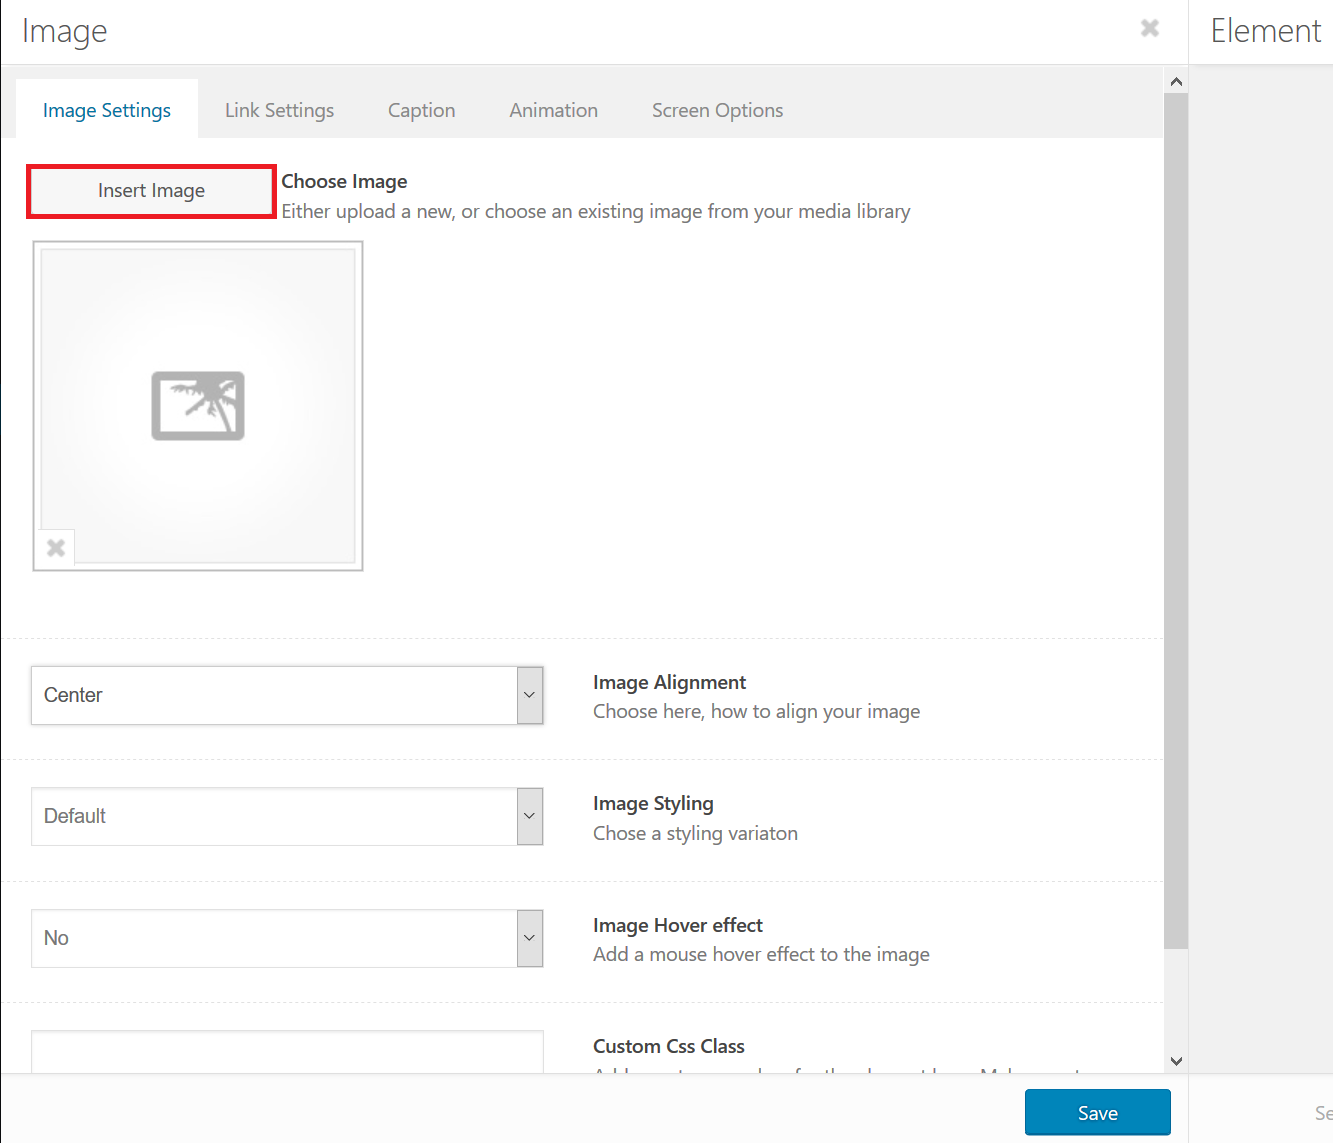 Image
Element
Image Settings
Link Settings
Caption
Animation
Screen Options
Insert Image
Choose Image
Either upload a new, or choose an existing image from your media library
Center
Image Alignment
Choose here, how to align your image
Default
Image Styling
Chose a styling variaton
No
Image Hover effect
Add a mouse hover effect to the image
Custom Css Class
Save
Se